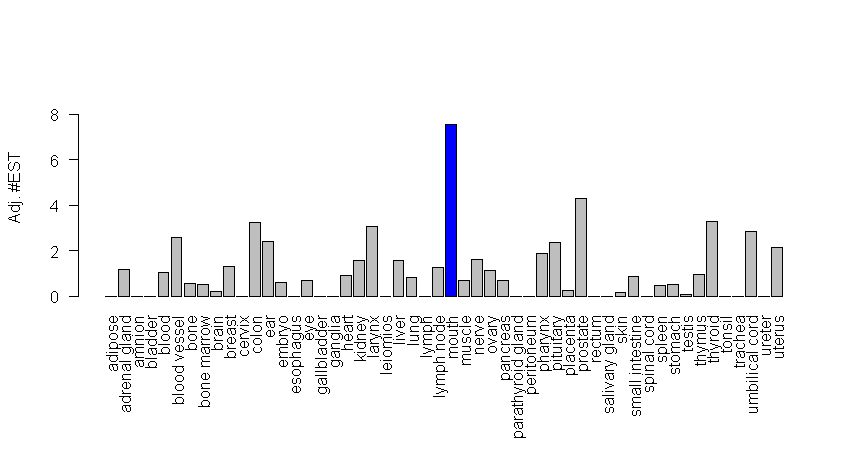 Adj. #EST
8
6
4
2
0
adipose
adrenal gland
amnion
bladder
blood
blood vessel
bone
bone marrow
brain
breast
cervix
colon
ear
embryo
esophagus
eye
gallbladder
ganglia
heart
kidney
larynx
leiomios
liver
lung
lymph
lymph node
mouth
muscle
nerve
ovary
pancreas
parathyroid gland
peritoneum
pharynx
pituitary
placenta
prostate
rectum
salivary gland
skin
small intestine
spinal cord
spleen
stomach
testis
thymus
thyroid
tonsil
trachea
umbilical cord
ureter
uterus